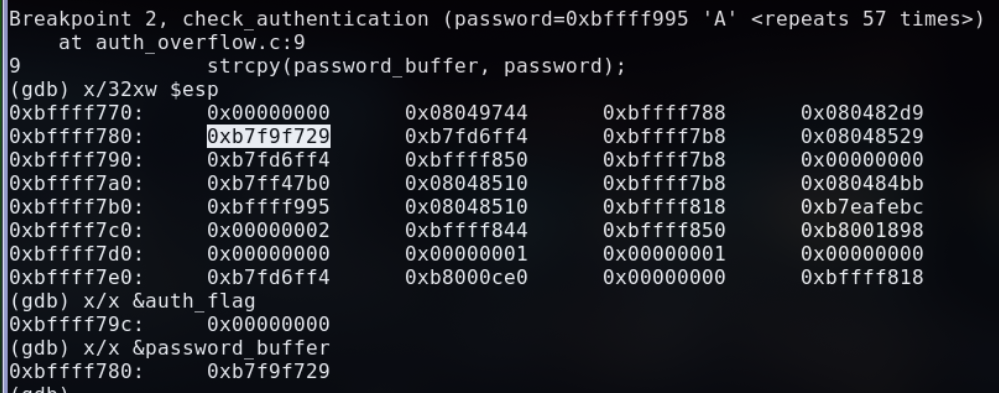 Breakpoint 2, check_authentication (password=0xbffff995 'A' <repeats 57 times>)
    at auth_overflow.c:9
9               strcpy(password_buffer, password);
(gdb) x/32xw $esp
0xbffff770:     0x00000000      0x08049744      0xbffff788      0x080482d9
0xbffff780:     0xb7f9f729      0xb7fd6ff4      0xbffff7b8      0x08048529
0xbffff790:     0xb7fd6ff4      0xbffff850      0xbffff7b8      0x00000000
0xbffff7a0:     0xb7ff47b0      0x08048510      0xbffff7b8      0x080484bb
0xbffff7b0:     0xbffff995      0x08048510      0xbffff818      0xb7eafebc
0xbffff7c0:     0x00000002      0xbffff844      0xbffff850      0xb8001898
0xbffff7d0:     0x00000000      0x00000001      0x00000001      0x00000000
0xbffff7e0:     0xb7fd6ff4      0xb8000ce0      0x00000000      0xbffff818
(gdb) x/x &auth_flag
0xbffff79c:     0x00000000
(gdb) x/x &password_buffer
0xbffff780:     0xb7f9f729
(gdb)